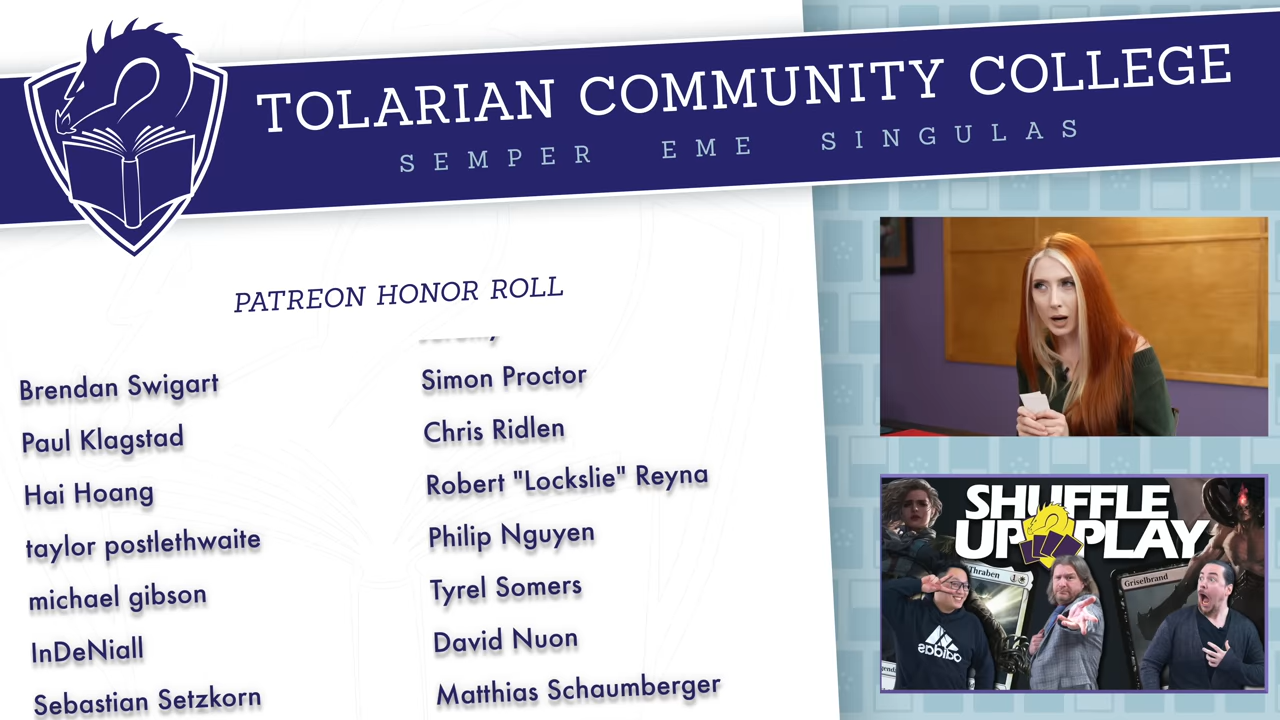 TOLARIAN COMMUNITY COLLEGE
SEMPER EME SINGULAS
PATREON HONOR ROLL
Brendan Swigart
Paul Klagstad
Hai Hoang
taylor postlethwaite
michael gibson
InDeNiall
Sebastian Setzkorn
Simon Proctor
Chris Ridlen
Robert "Lockslie" Reyna
Philip Nguyen
Tyrel Somers
David Nuon
Matthias Schaumberger
SHUFFLE
UP PLAY
Thraben 1
Griselbrand
adidas